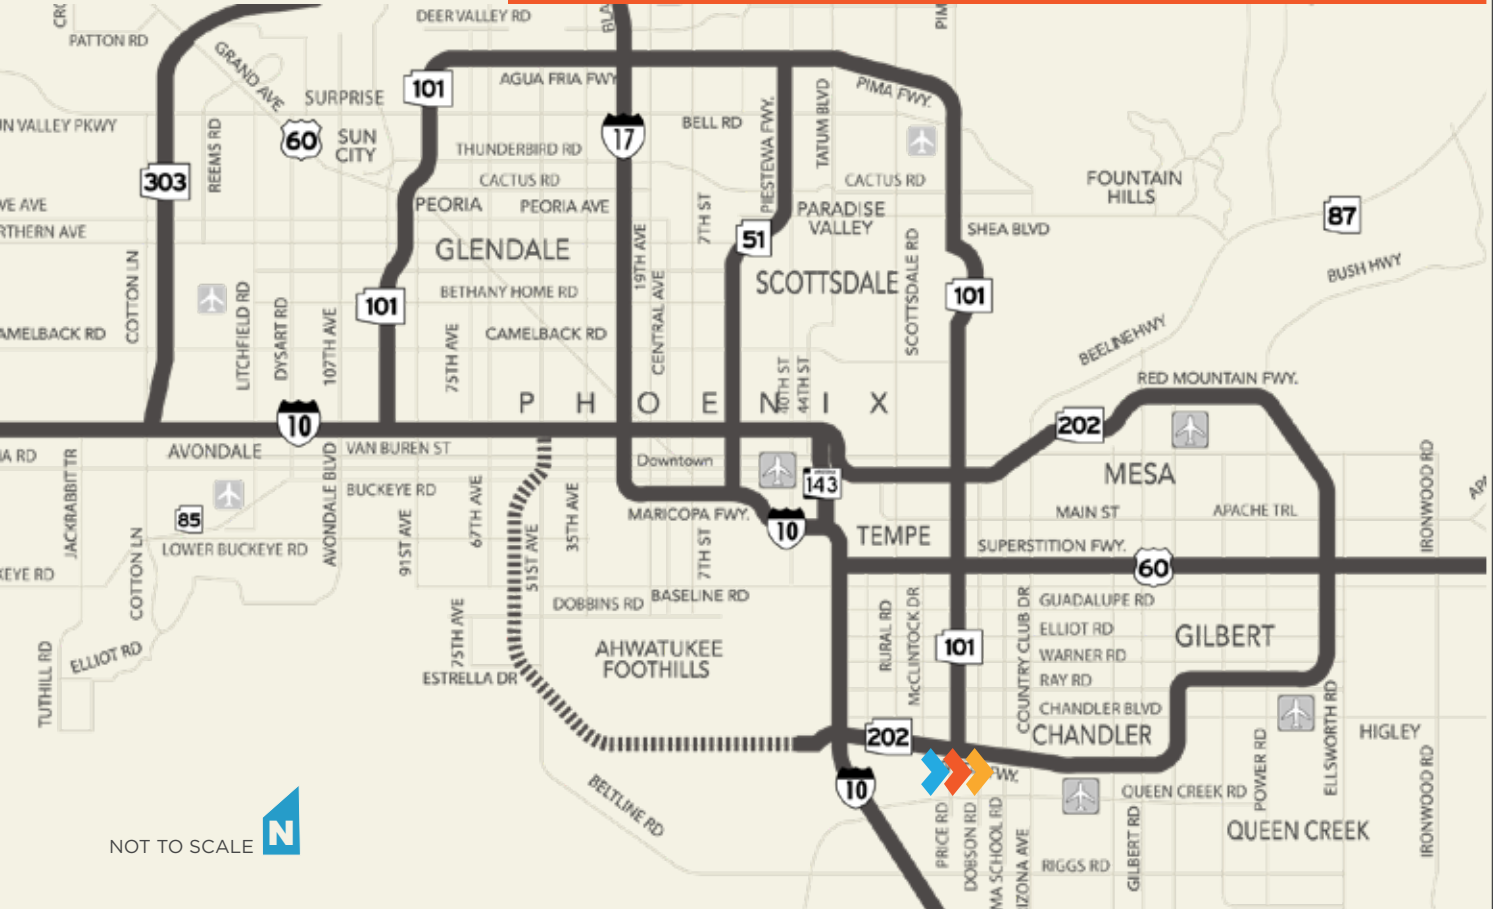 DEER VALLEY RD
PATTON RD
GRAND AVE
SURPRISE
101
AGUA FRIA FWY
PIMA FWY.
PIESTEWA FWY.
TATUM BLVD
60
SUN
CITY
17
BELL RD
REEMS RD
THUNDERBIRD RD
303
CACTUS RD
CACTUS RD
FOUNTAIN
HILLS
PEORIA
PEORIA AVE
7TH ST
PARADISE
VALLEY
87
51
SHEA BLVD
GLENDALE
19TH AVE
SCOTTSDALE
SCOTTSDALE RD
BUSH HWY
COTTON LN
LITCHFIELD RD
DYSART RD
107TH AVE
101
BETHANY HOME RD
101
CENTRAL AVE
75TH AVE
CAMELBACK RD
BEELINE HWY
40TH ST
44TH ST
RED MOUNTAIN FWY.
PHOENIX
10
202
AVONDALE
VAN BUREN ST
Downtown
MESA
JACKRABBITT TR
AVONDALE BLVD
BUCKEYE RD
143
85
67TH AVE
35TH AVE
MARICOPA FWY.
MAIN ST
APACHE TRL
IRONWOOD RD
91ST AVE
51ST AVE
7TH ST
10
TEMPE
LOWER BUCKEYE RD
SUPERSTITION FWY.
60
COTTON LN
DOBBINS RD
BASELINE RD
GUADALUPE RD
75TH AVE
RURAL RD
McCLINTOCK DR
COUNTRY CLUB DR
ELLIOT RD
GILBERT
TUTHILL RD
ELLIOT RD
AHWATUKEE
FOOTHILLS
101
WARNER RD
ESTRELLA DR
RAY RD
CHANDLER BLVD
202
CHANDLER
ELLSWORTH RD
HIGLEY
POWER RD
10
FWY.
QUEEN CREEK RD
BELTLINE RD
PRICE RD
DOBSON RD
GILBERT RD
QUEEN CREEK
IRONWOOD RD
NOT TO SCALE
N
RIGGS RD